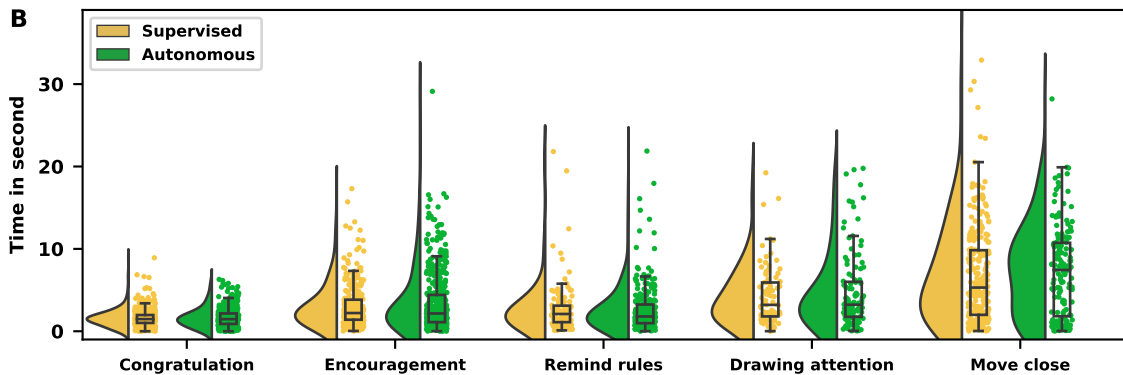 B
Supervised
Autonomous
Time in second
30
20
10
0
Congratulation
Encouragement
Remind rules
Drawing attention
Move close